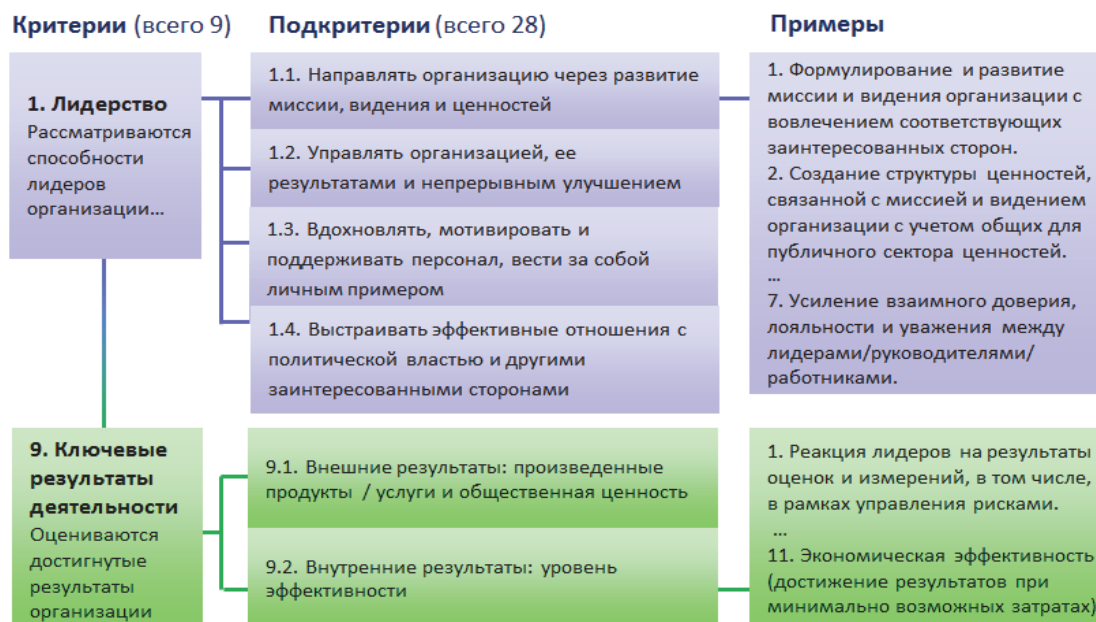 Критерии (всего 9)
Подкритерии (всего 28)
Примеры
1. Лидерство
Рассматриваются
способности
лидеров
организации…
1.1. Направлять организацию через развитие
миссии, видения и ценностей
1.2. Управлять организацией, ее
результатами и непрерывным улучшением
1.3. Вдохновлять, мотивировать и
поддерживать персонал, вести за собой
личным примером
1.4. Выстраивать эффективные отношения с
политической властью и другими
заинтересованными сторонами
1. Формулирование и развитие
миссии и видения организации с
вовлечением соответствующих
заинтересованных сторон.
2. Создание структуры ценностей,
связанной с миссией и видением
организации с учетом общих для
публичного сектора ценностей.
…
7. Усиление взаимного доверия,
лояльности и уважения между
лидерами/руководителями/
работниками.
9. Ключевые
результаты
деятельности
Оцениваются
достигнутые
результаты
организации
9.1. Внешние результаты: произведенные
продукты / услуги и общественная ценность
9.2. Внутренние результаты: уровень
эффективности
1. Реакция лидеров на результаты
оценок и измерений, в том числе,
в рамках управления рисками.
…
11. Экономическая эффективность
(достижение результатов при
минимально возможных затратах)